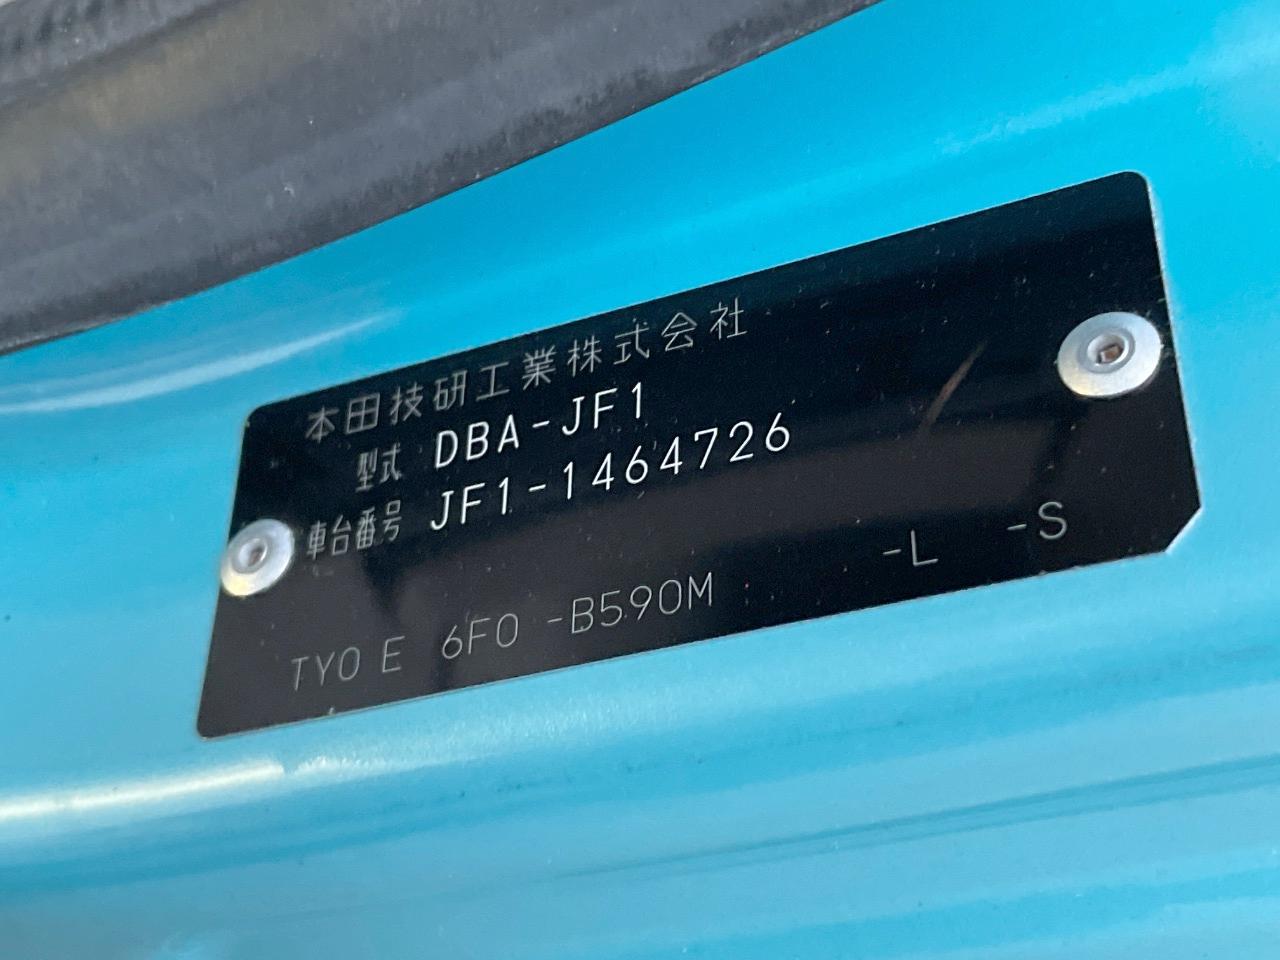 本田技研工業株式会社
型式 DBA-JF1
車台番号 JF1-1464726
TY0 E 6F0 -B590M -L -S